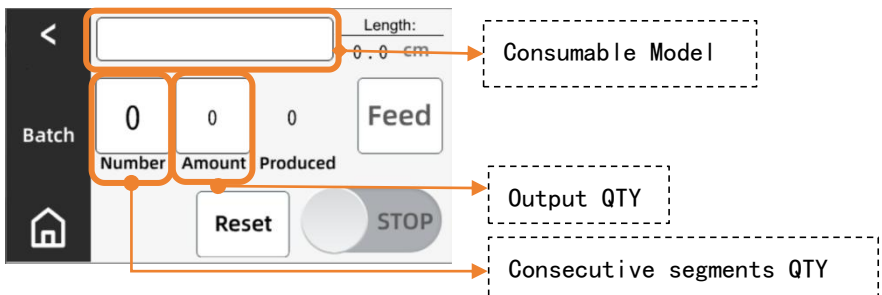 <
Length:
0.0 cm
Consumable Model
Batch
0
0
0
Feed
Number
Amount
Produced
Output QTY
Reset
STOP
Consecutive segments QTY